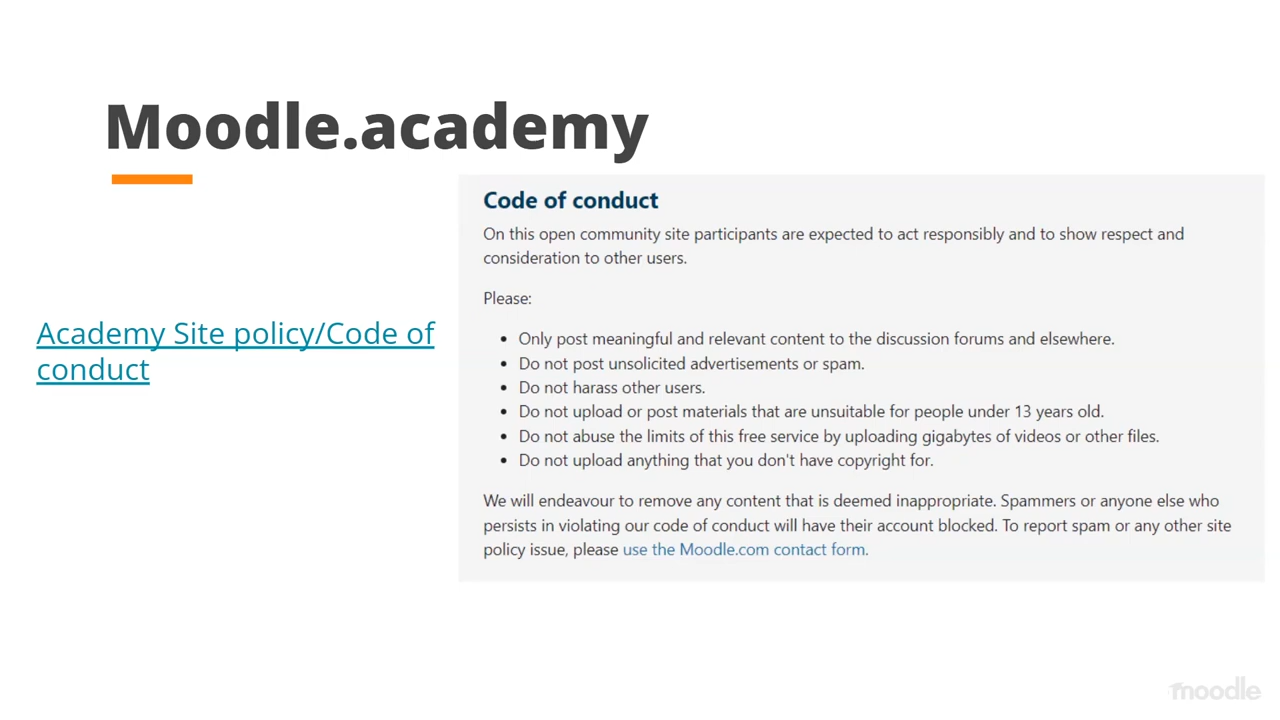 Moodle.academy
Academy Site policy/Code of
conduct
Code of conduct
On this open community site participants are expected to act responsibly and to show respect and
consideration to other users.
Please:
• Only post meaningful and relevant content to the discussion forums and elsewhere.
• Do not post unsolicited advertisements or spam.
• Do not harass other users.
• Do not upload or post materials that are unsuitable for people under 13 years old.
• Do not abuse the limits of this free service by uploading gigabytes of videos or other files.
• Do not upload anything that you don't have copyright for.
We will endeavour to remove any content that is deemed inappropriate. Spammers or anyone else who
persists in violating our code of conduct will have their account blocked. To report spam or any other site
policy issue, please use the Moodle.com contact form.
moodle